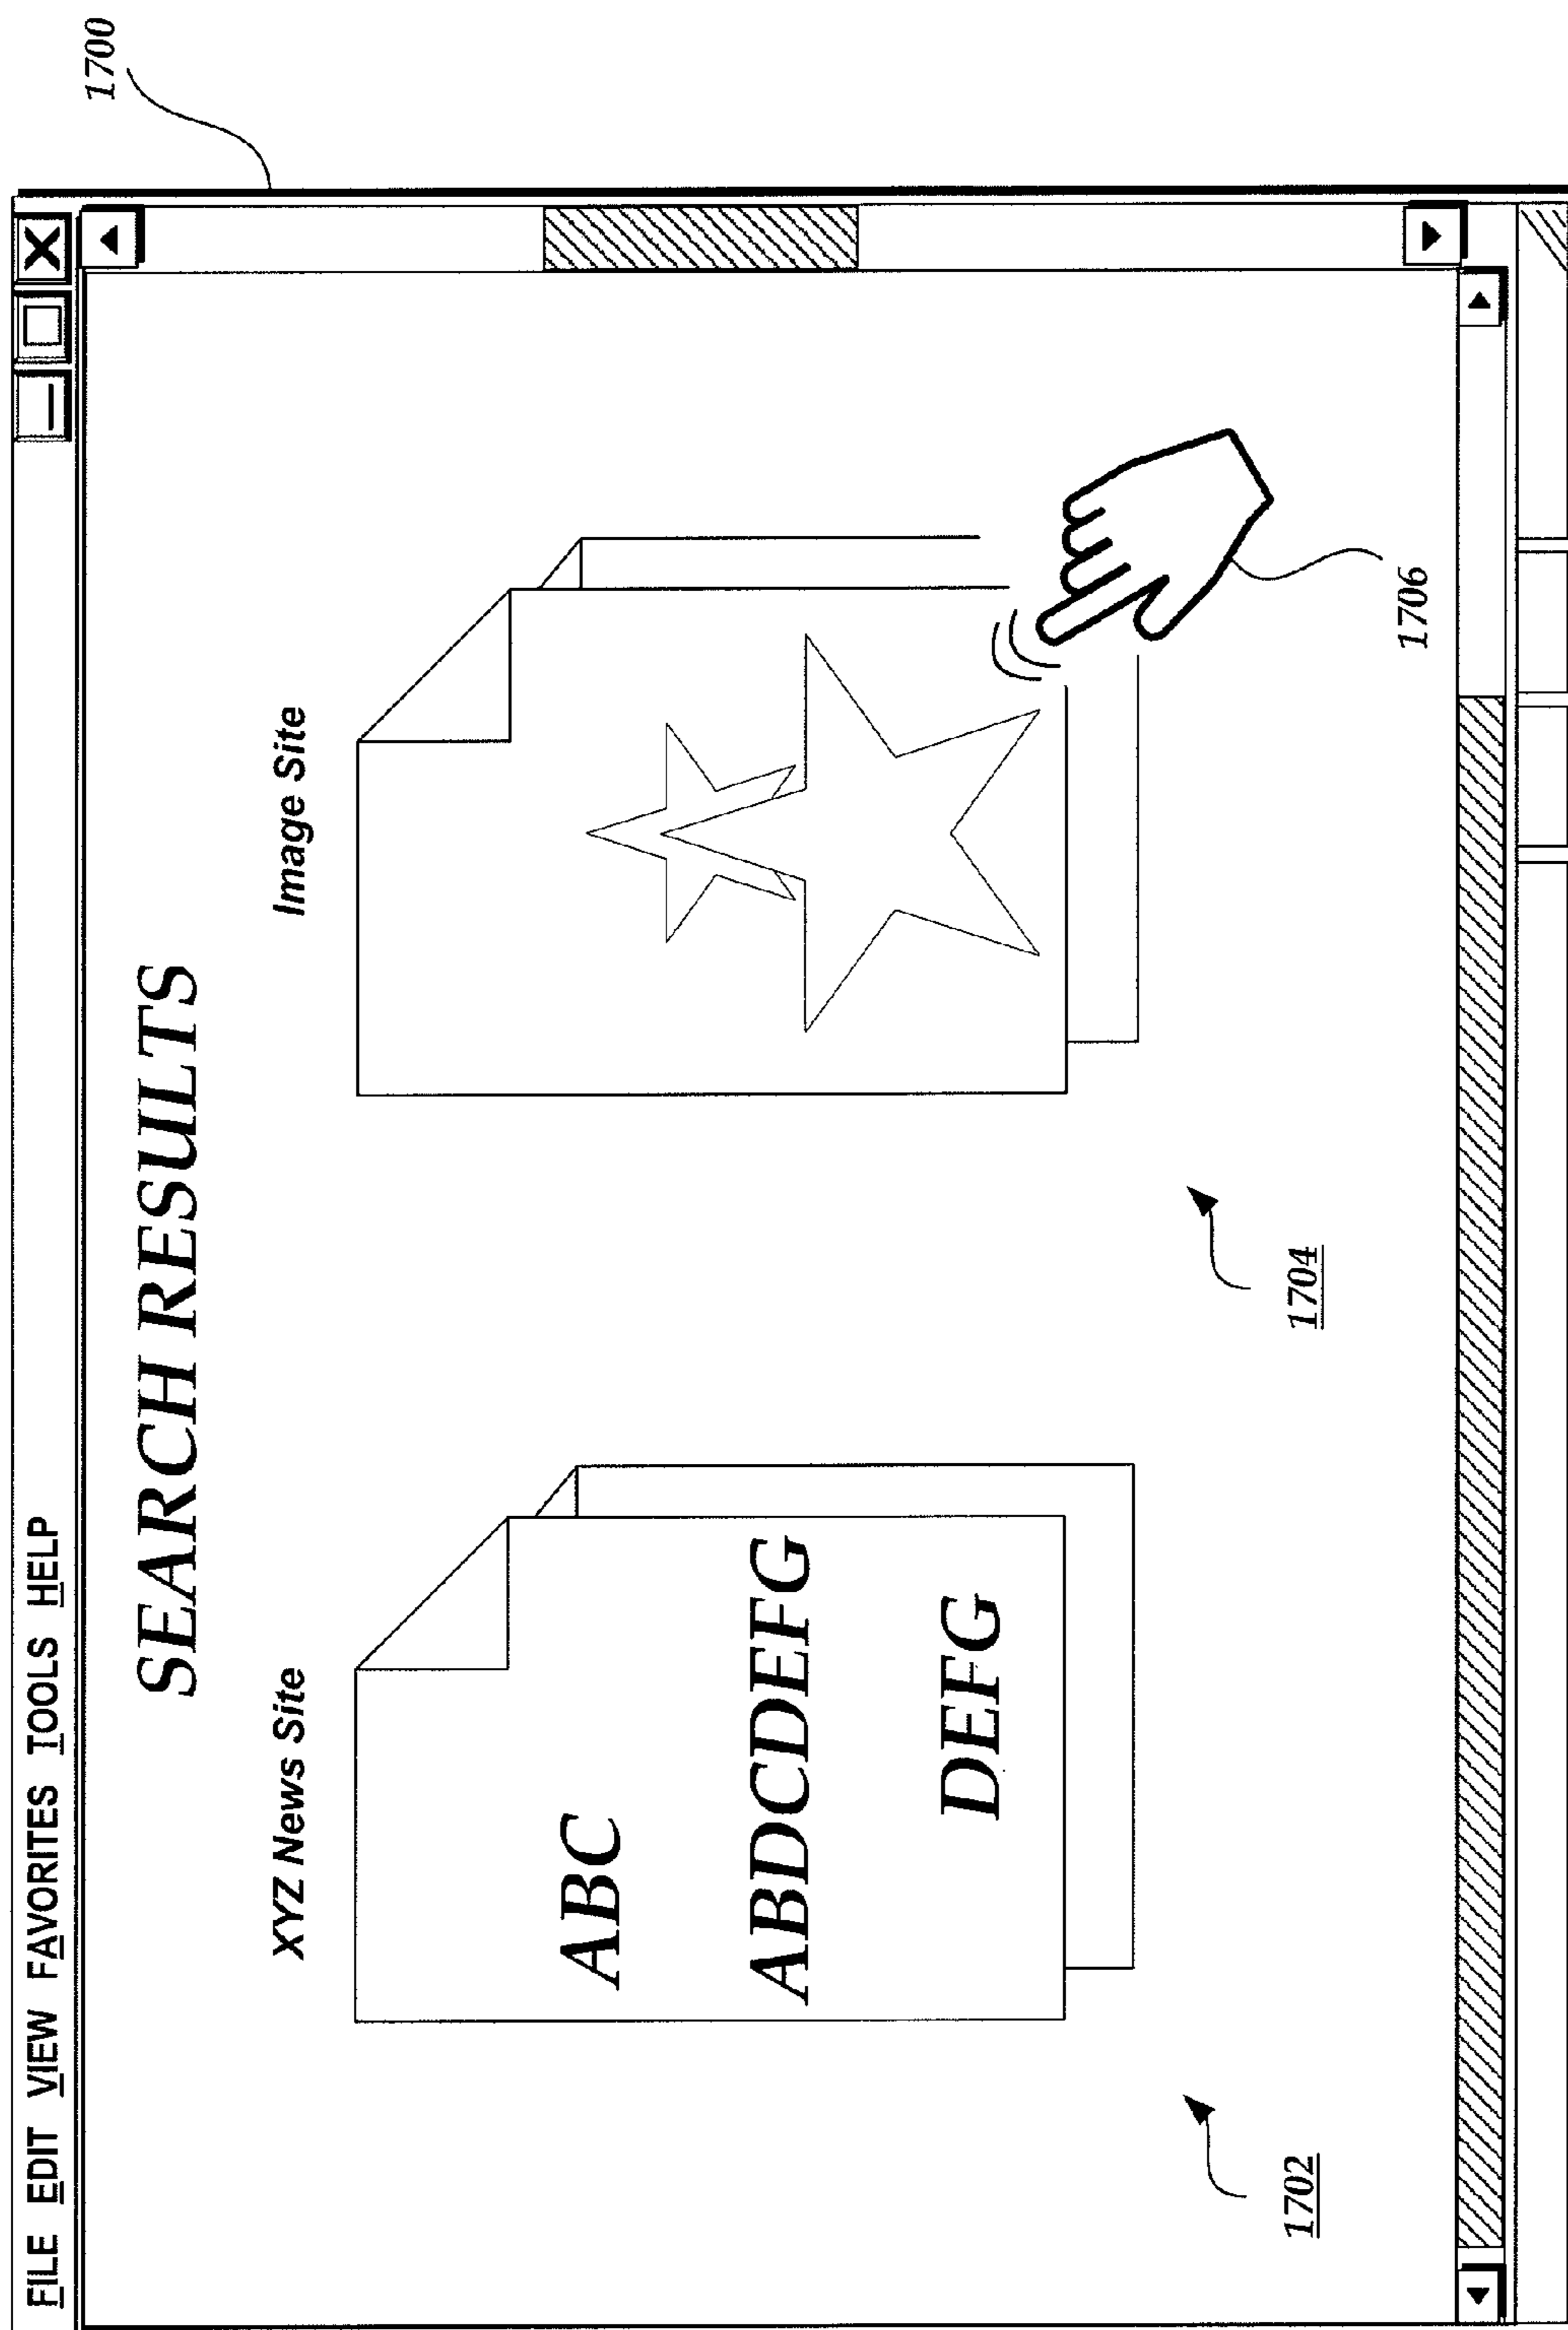 1700
FILE EDIT VIEW FAVORITES TOOLS HELP
SEARCH RESULTS
XYZ News Site
Image Site
ABC
ABDCDEFG
DEFG
1702
1704
1706